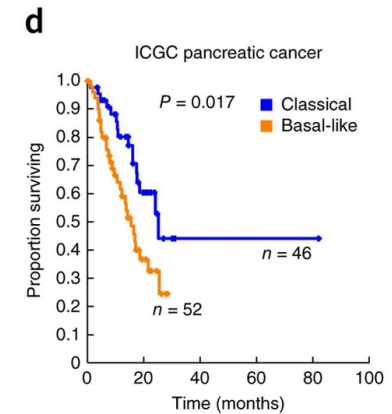 d
ICGC pancreatic cancer
P = 0.017
Classical
Basal-like
Proportion surviving
1.0
0.9
0.8
0.7
0.6
0.5
0.4
0.3
0.2
0.1
0
n = 46
n = 52
0 20 40 60 80 100
Time (months)